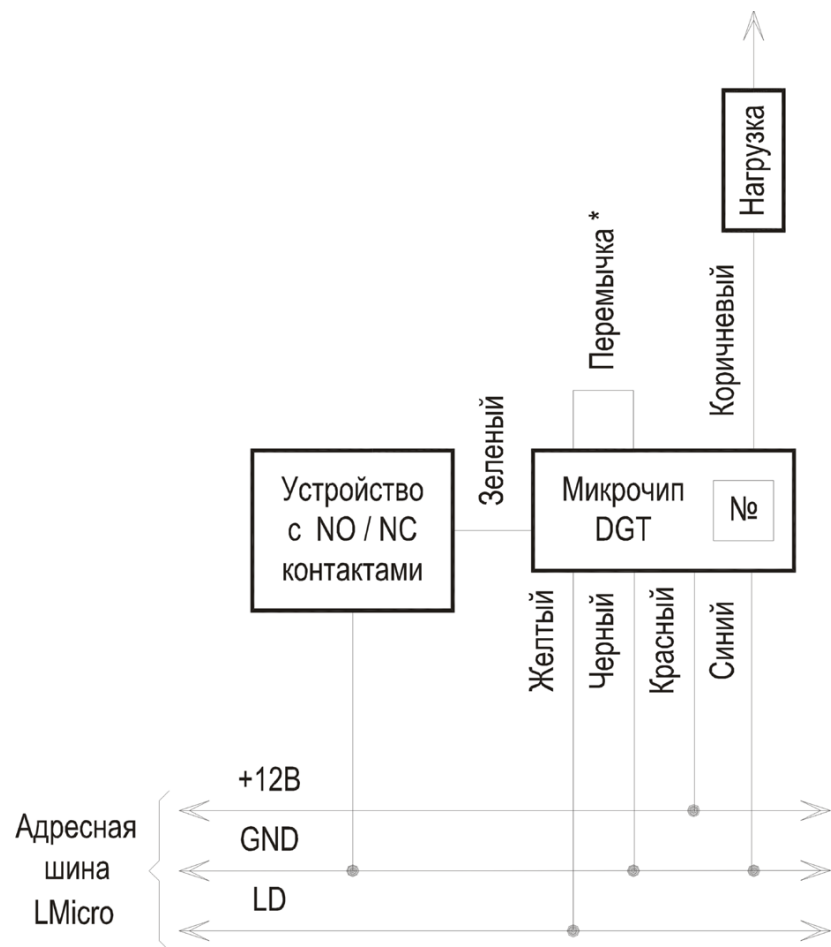 Нагрузка
Перемычка*
Коричневый
Зеленый
Устройство
с NO / NC
контактами
Микрочип
DGT
№
Желтый
Черный
Красный
Синий
+12В
GND
LD
Адресная
шина
LMicro